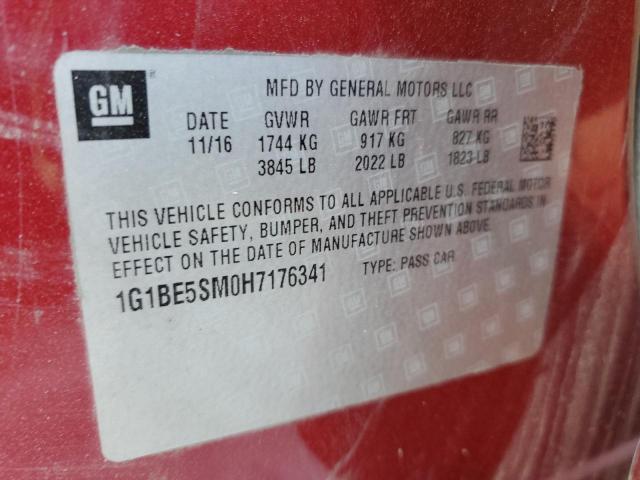 GM
MFD BY GENERAL MOTORS LLC
DATE GVWR GAWR FRT GAWR RR
11/16 1744 KG 917 KG 827 KG
3845 LB 2022 LB 1823 LB
THIS VEHICLE CONFORMS TO ALL APPLICABLE U.S. FEDERAL MOTOR
VEHICLE SAFETY, BUMPER, AND THEFT PREVENTION STANDARDS IN
EFFECT ON THE DATE OF MANUFACTURE SHOWN ABOVE.
1G1BE5SM0H7176341 TYPE: PASS CAR